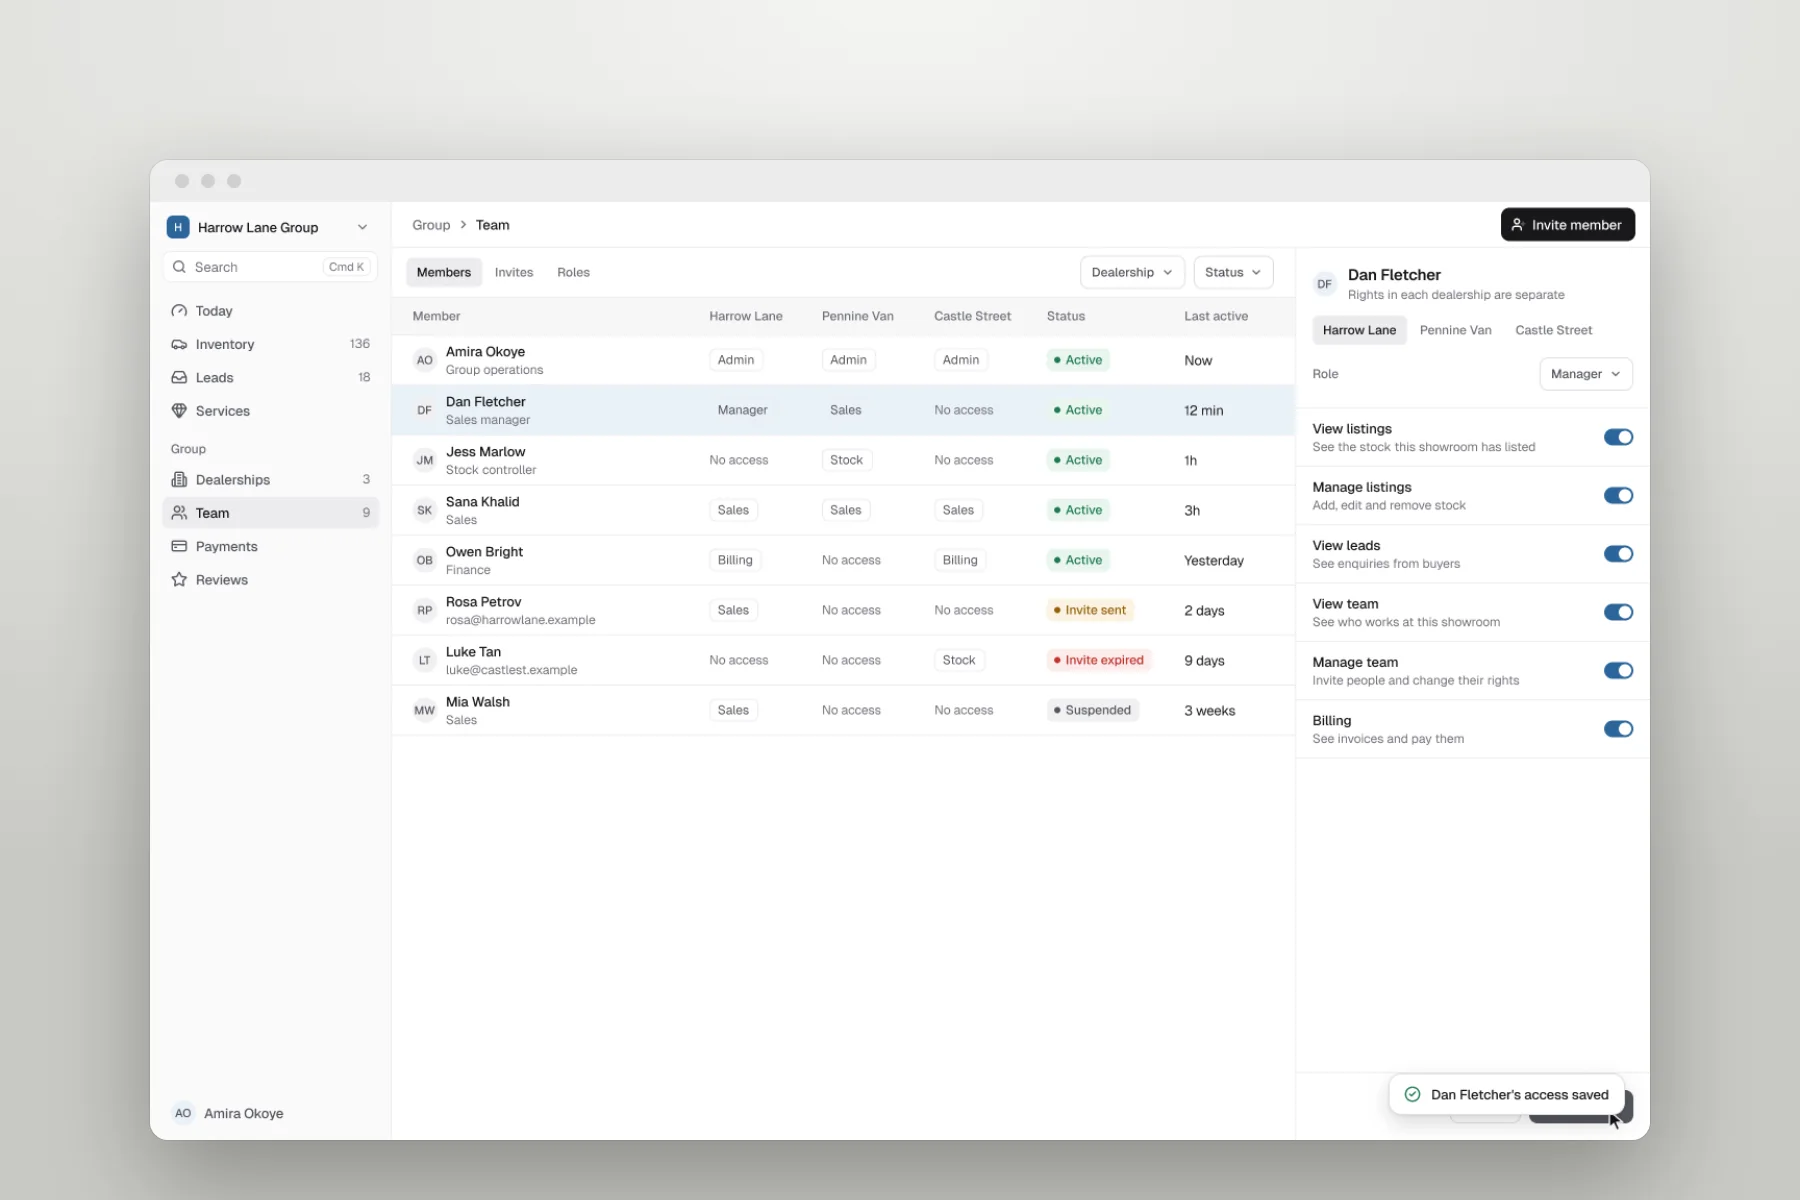 H Harrow Lane Group
Search Cmd K
Today
Inventory 136
Leads 18
Services
Group
Dealerships 3
Team 9
Payments
Reviews
AO Amira Okoye
Group > Team
Invite member
Members Invites Roles
Dealership Status
Member Harrow Lane Pennine Van Castle Street Status Last active
AO Amira Okoye Admin Admin Admin Active Now
Group operations
DF Dan Fletcher Manager Sales No access Active 12 min
Sales manager
JM Jess Marlow No access Stock No access Active 1h
Stock controller
SK Sana Khalid Sales Sales Sales Active 3h
Sales
OB Owen Bright Billing No access Billing Active Yesterday
Finance
RP Rosa Petrov Sales No access No access Invite sent 2 days
rosa@harrowlane.example
LT Luke Tan No access No access Stock Invite expired 9 days
luke@castlest.example
MW Mia Walsh Sales No access No access Suspended 3 weeks
Sales
DF Dan Fletcher
Rights in each dealership are separate
Harrow Lane Pennine Van Castle Street
Role Manager
View listings
See the stock this showroom has listed
Manage listings
Add, edit and remove stock
View leads
See enquiries from buyers
View team
See who works at this showroom
Manage team
Invite people and change their rights
Billing
See invoices and pay them
Dan Fletcher's access saved